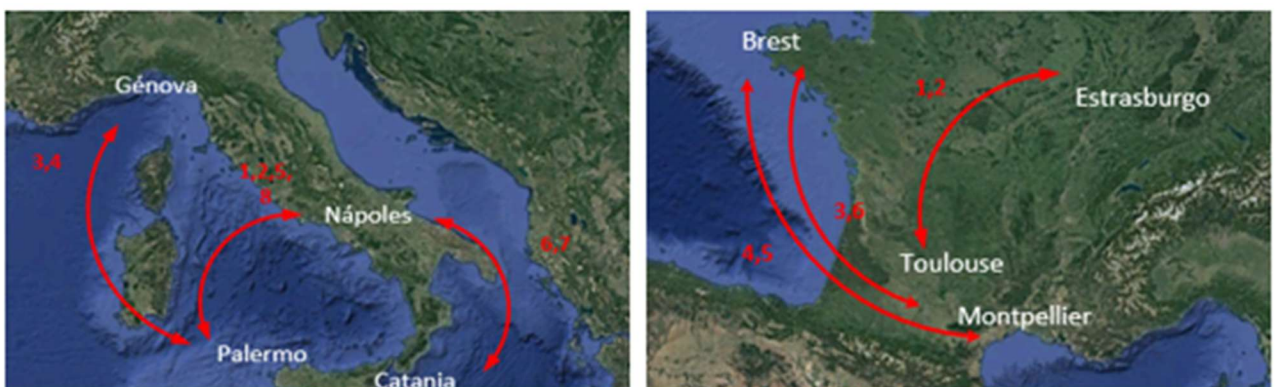 Génova
3,4
1,2,5,
8
Nápoles
6,7
Palermo
Catania
Brest
1,2
Estrasburgo
3,6
4,5
Toulouse
Montpellier